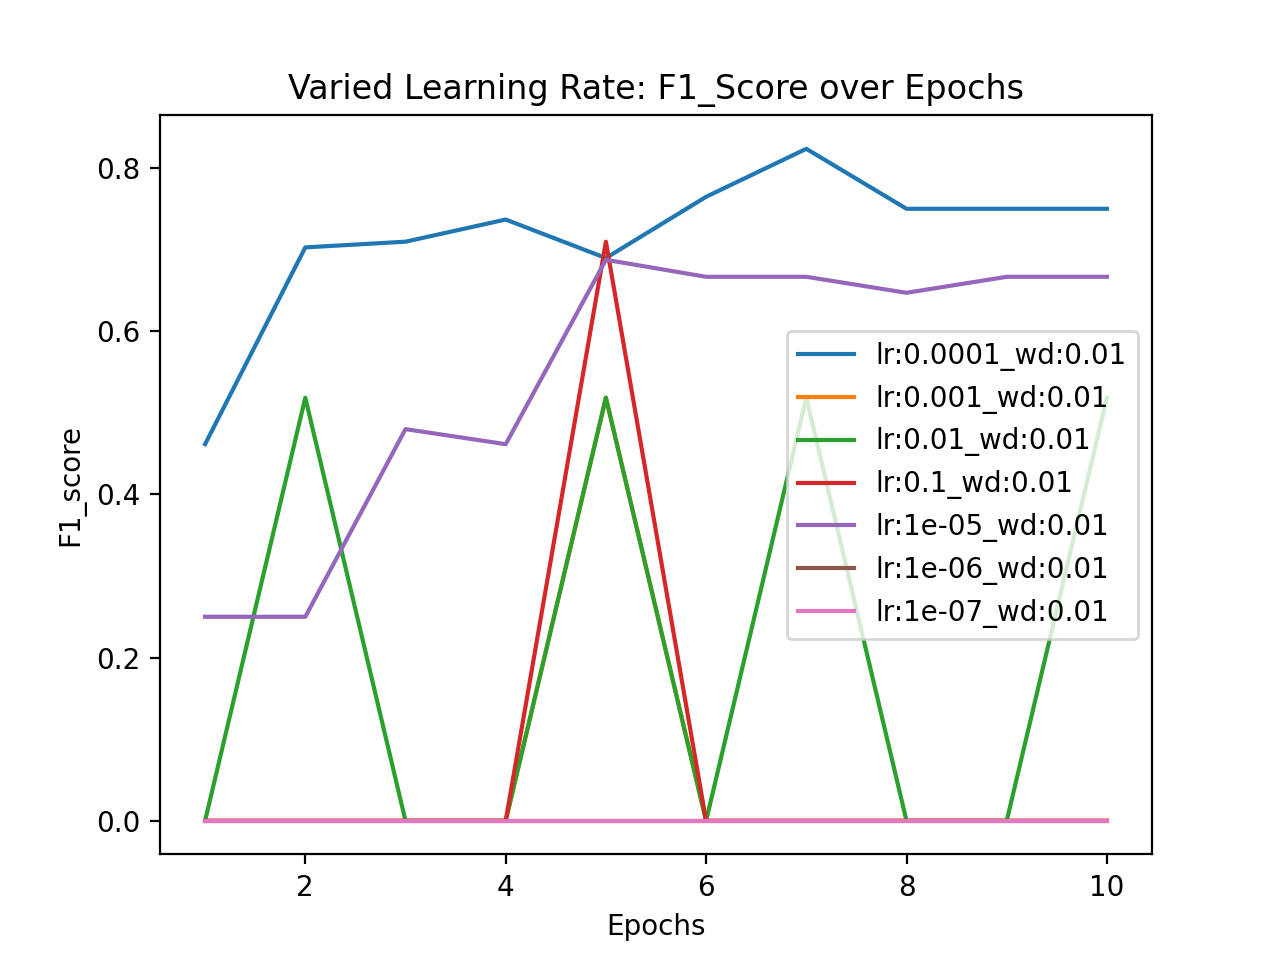 Varied Learning Rate: F1_Score over Epochs
F1_score
0.8
0.6
0.4
0.2
0.0
lr:0.0001_wd:0.01
lr:0.001_wd:0.01
lr:0.01_wd:0.01
lr:0.1_wd:0.01
lr:1e-05_wd:0.01
lr:1e-06_wd:0.01
lr:1e-07_wd:0.01
2 4 6 8 10
Epochs